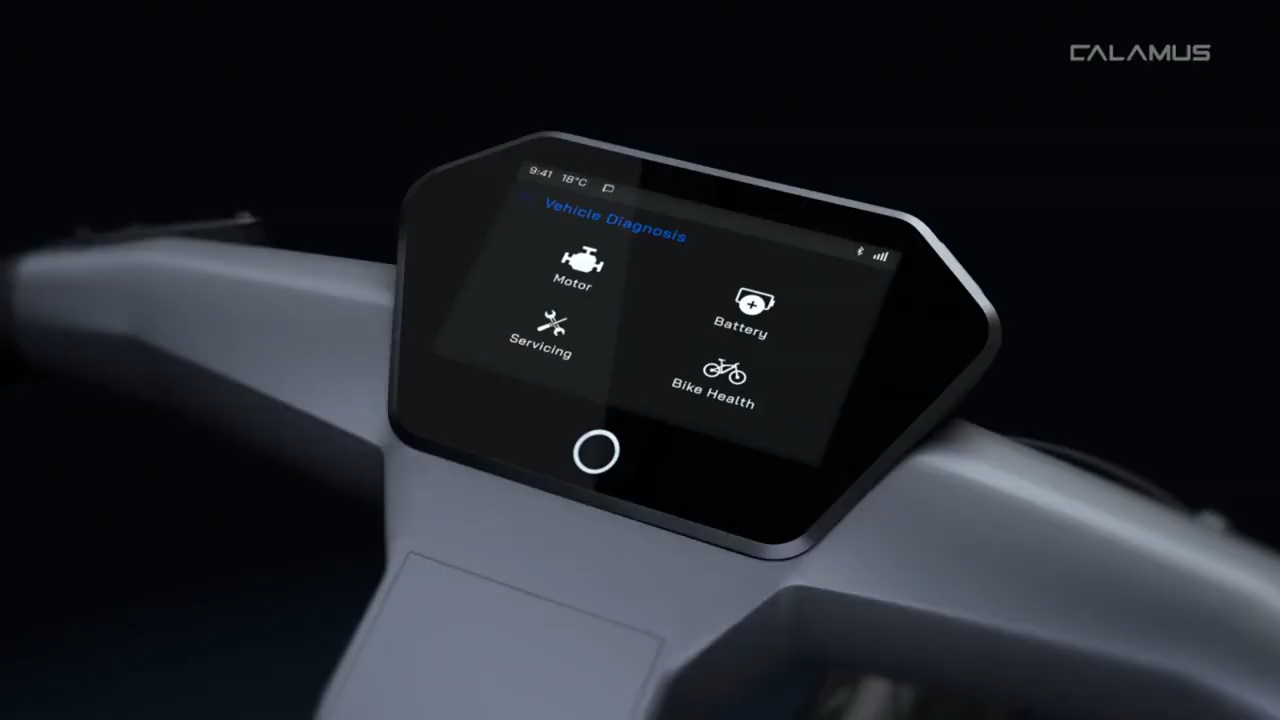 CALAMUS
9:41 18°C
Vehicle Diagnosis
Motor
Battery
Servicing
Bike Health